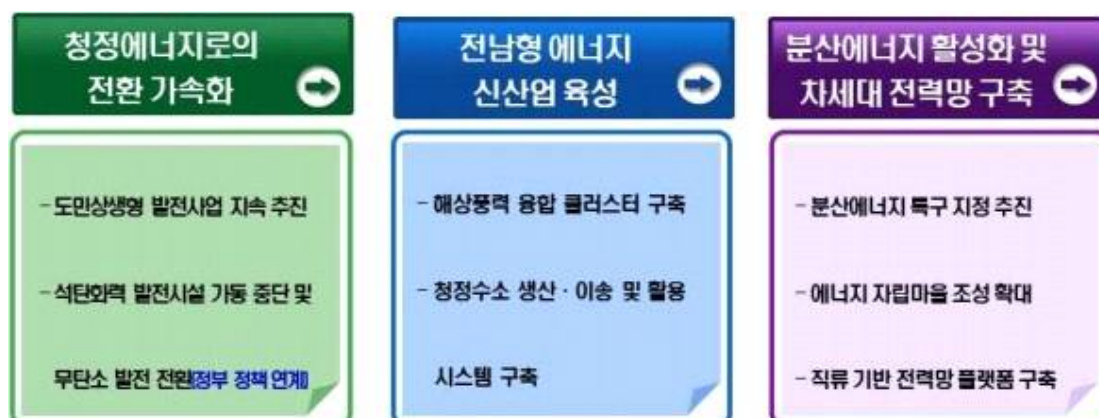 청정에너지로의
전환 가속화
- 도민상생형 발전사업 지속 추진
- 석탄화력 발전시설 가동 중단 및
무탄소 발전 전환(정부 정책 연계)
전남형 에너지
신산업 육성
- 해상풍력 융합 클러스터 구축
- 청정수소 생산 · 이송 및 활용
시스템 구축
분산에너지 활성화 및
차세대 전력망 구축
- 분산에너지 특구 지정 추진
- 에너지 자립마을 조성 확대
- 직류 기반 전력망 플랫폼 구축